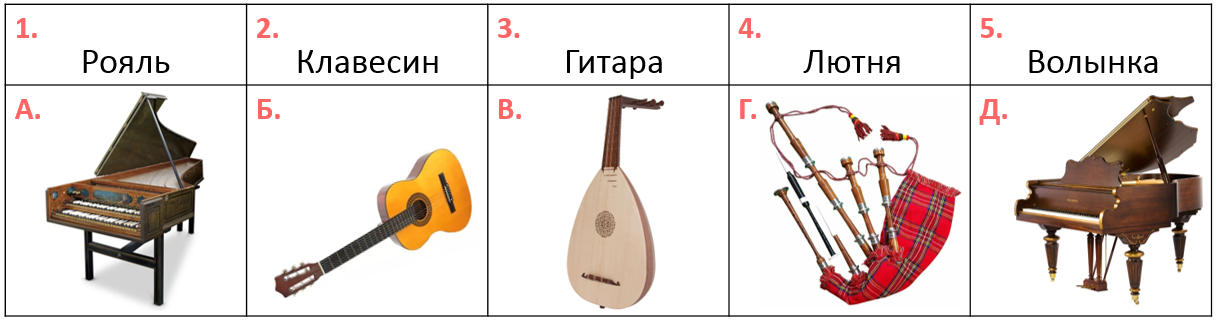 1. 2. 3. 4. 5.
Рояль Клавесин Гитара Лютня Волынка
А. Б. В. Г. Д.